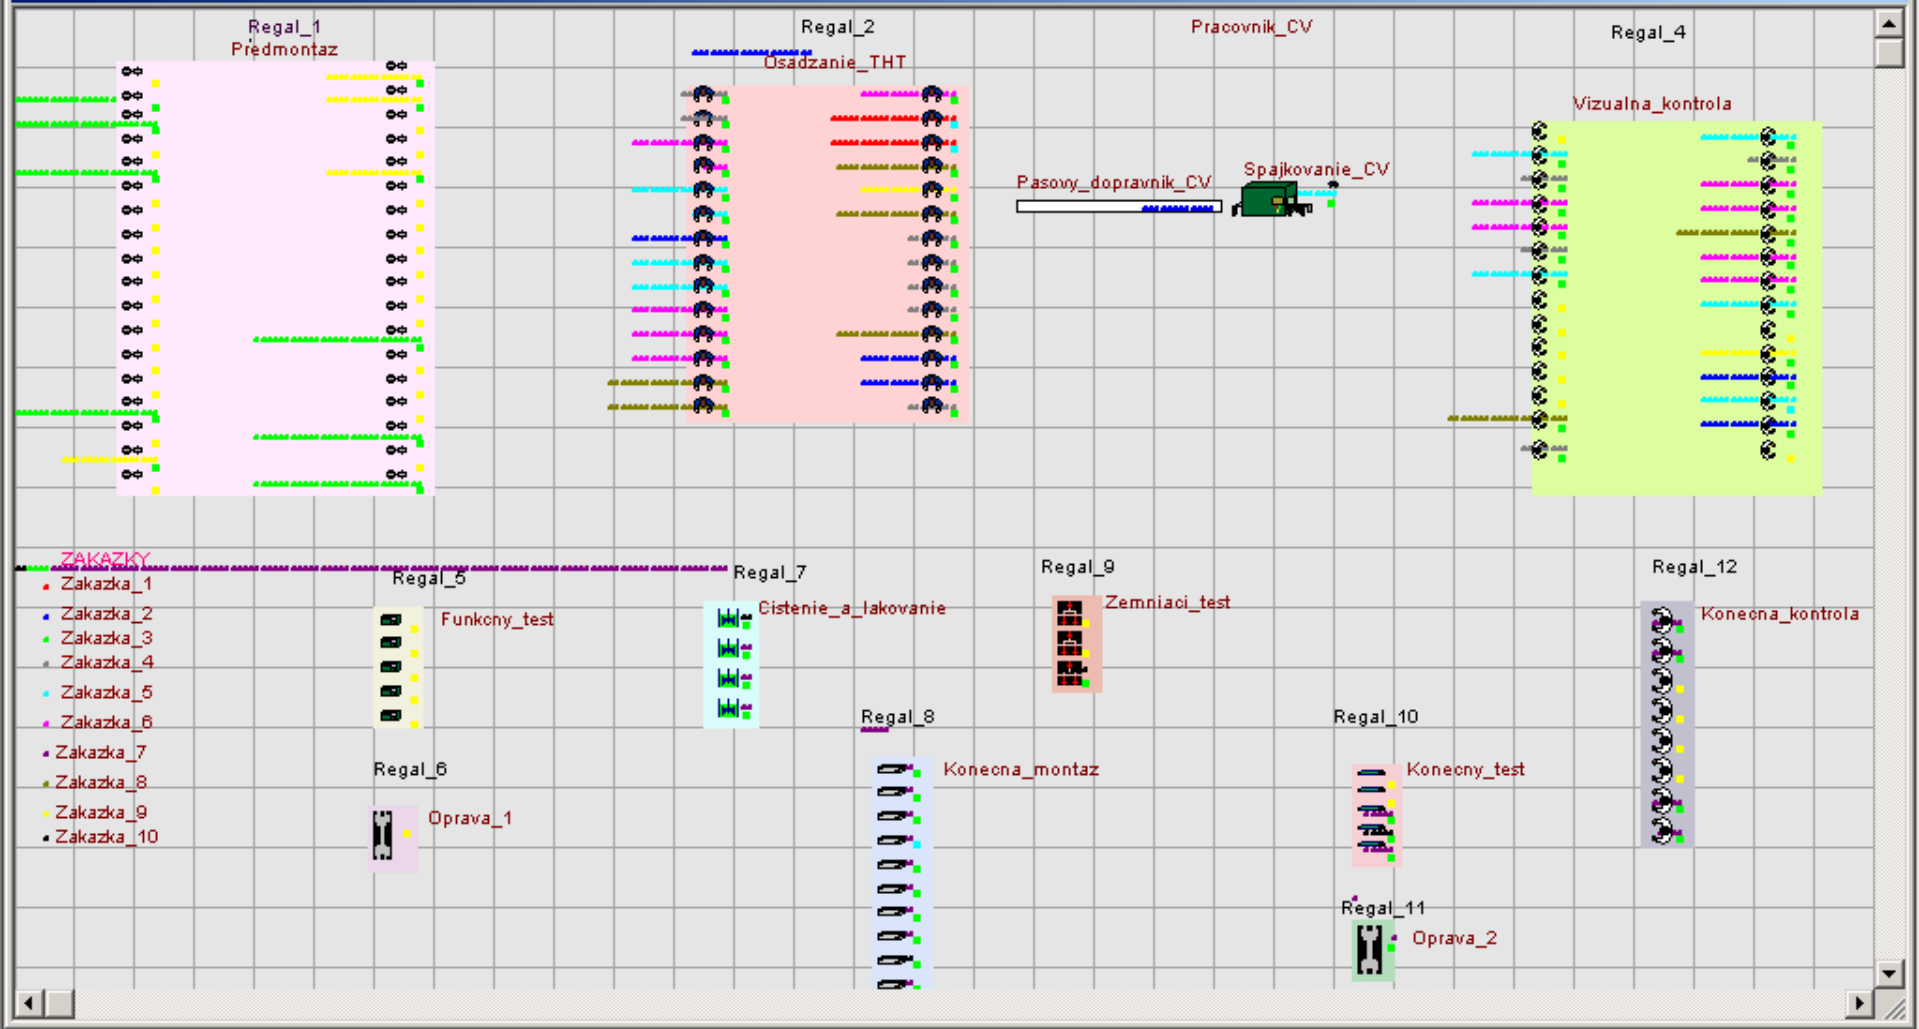 Regal_1
Predmontaz
Regal_2
Osadzanie_THT
Pracovnik_CV
Regal_4
Vizualna_kontrola
Pasovy_dopravnik_CV
Spajkovanie_CV
ZAKAZKY
Zakazka_1
Zakazka_2
Zakazka_3
Zakazka_4
Zakazka_5
Zakazka_6
Zakazka_7
Zakazka_8
Zakazka_9
Zakazka_10
Regal_5
Funkcny_test
Regal_6
Oprava_1
Regal_7
Cistenie_a_lakovanie
Regal_8
Konecna_montaz
Regal_9
Zemniaci_test
Regal_10
Konecny_test
Regal_11
Oprava_2
Regal_12
Konecna_kontrola